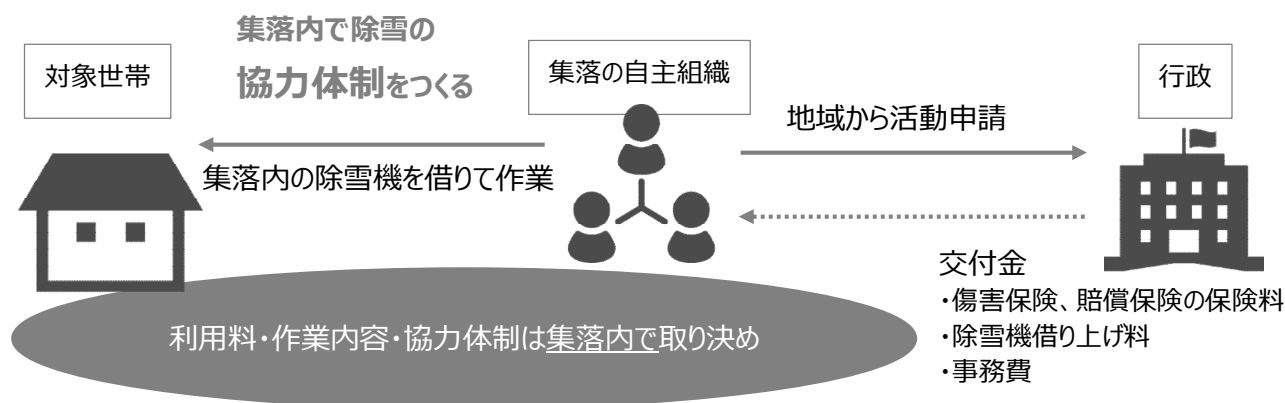 集落内で除雪の
協力体制をつくる
対象世帯
集落の自主組織
行政
地域から活動申請
集落内の除雪機を借りて作業
交付金
・傷害保険、賠償保険の保険料
・除雪機借り上げ料
・事務費
利用料・作業内容・協力体制は集落内で取り決め